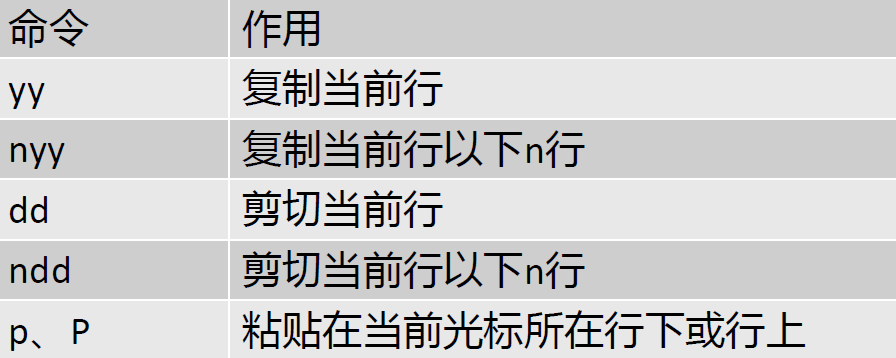 命令 作用
yy 复制当前行
nyy 复制当前行以下n行
dd 剪切当前行
ndd 剪切当前行以下n行
p、P 粘贴在当前光标所在行下或行上